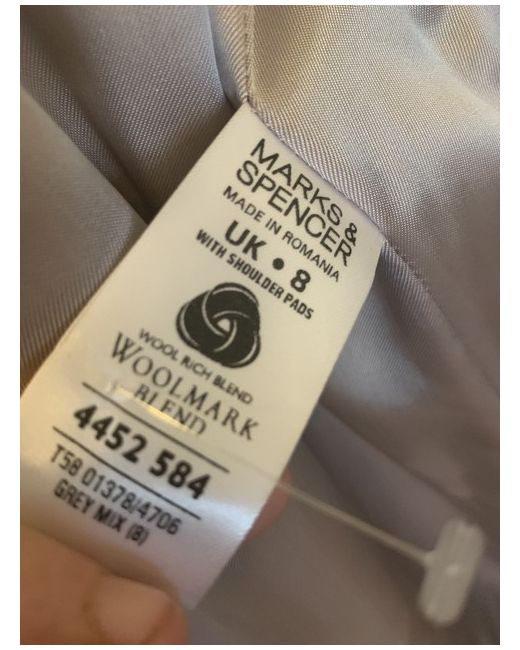 MARKS &
SPENCER
MADE IN ROMANIA
UK • 8
WITH SHOULDER PADS
WOOL RICH BLEND
WOOLMARK
BLEND
4452 584
T58 01378/4706
GREY MIX (8)